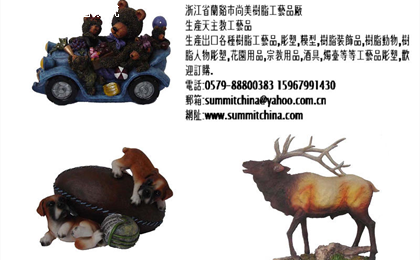 浙江省蘭谿市尚美樹脂工藝品廠
生産天主教工藝品
生産出口各種樹脂工藝品,彫塑,模型,樹脂裝飾品,樹脂動物,樹
脂人物彫塑,花園用品,宗教用品,酒具,燭臺等等工藝品彫塑,歡
迎訂購.
電話:0579-88800383 15967991430
郵箱:summitchina@yahoo.com.cn
網阯:www.summitchina.com